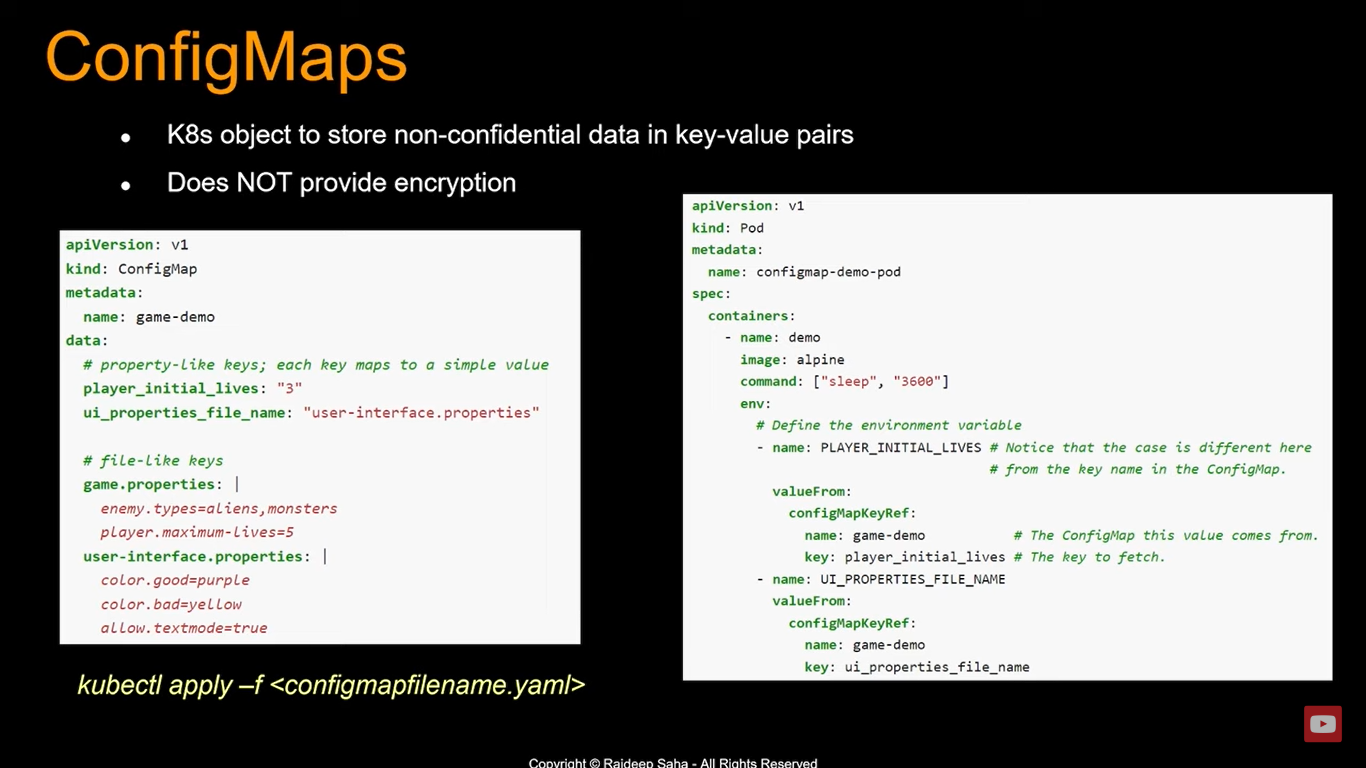 ConfigMaps
● K8s object to store non-confidential data in key-value pairs
● Does NOT provide encryption
apiVersion: v1
kind: ConfigMap
metadata:
  name: game-demo
data:
  # property-like keys; each key maps to a simple value
  player_initial_lives: "3"
  ui_properties_file_name: "user-interface.properties"

  # file-like keys
  game.properties: |
    enemy.types=aliens,monsters
    player.maximum-lives=5
  user-interface.properties: |
    color.good=purple
    color.bad=yellow
    allow.textmode=true
kubectl apply –f <configmapfilename.yaml>
apiVersion: v1
kind: Pod
metadata:
  name: configmap-demo-pod
spec:
  containers:
    - name: demo
      image: alpine
      command: ["sleep", "3600"]
      env:
        # Define the environment variable
        - name: PLAYER_INITIAL_LIVES # Notice that the case is different here
                                     # from the key name in the ConfigMap.
          valueFrom:
            configMapKeyRef:
              name: game-demo           # The ConfigMap this value comes from.
              key: player_initial_lives # The key to fetch.
        - name: UI_PROPERTIES_FILE_NAME
          valueFrom:
            configMapKeyRef:
              name: game-demo
              key: ui_properties_file_name
Copyright © Rajdeep Saha - All Rights Reserved